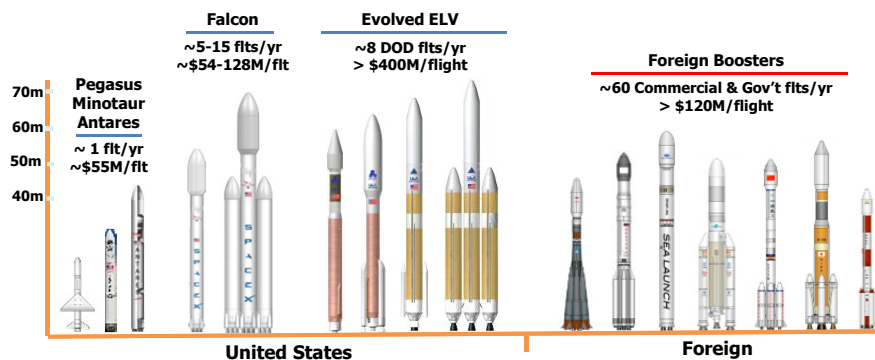 Falcon
~5-15 flts/yr
~$54-128M/flt
Evolved ELV
~8 DOD flts/yr
> $400M/flight
Foreign Boosters
~60 Commercial & Gov't flts/yr
> $120M/flight
Pegasus
Minotaur
Antares
~ 1 flt/yr
~$55M/flt
70m
60m
50m
40m
SPACEX
SPACEX
SEA LAUNCH
United States
Foreign